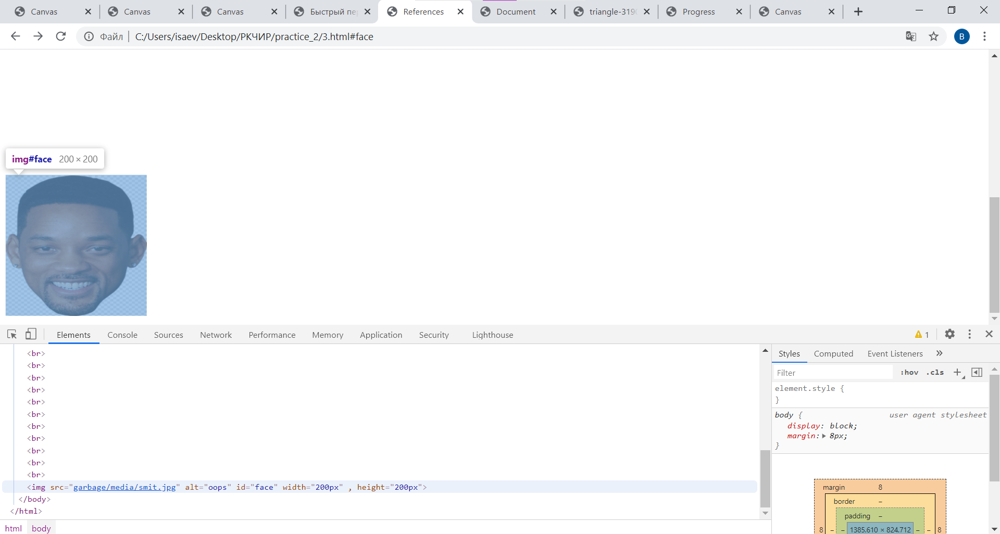 Canvas Canvas Canvas Быстрый пе References Document triangle-319 Progress Canvas
Файл C:/Users/isaev/Desktop/РКЧИР/practice_2/3.html#face B
img#face 200 × 200
Elements Console Sources Network Performance Memory Application Security Lighthouse 1
<br>
<br>
<br>
<br>
<br>
<br>
<br>
<br>
<br>
<br>
<br>
<img src="garbage/media/smit.jpg" alt="oops" id="face" width="200px" , height="200px">
</body>
</html>
html body
Styles Computed Event Listeners »
Filter :hov .cls
element.style {
}
body { user agent stylesheet
display: block;
margin: 8px;
}
margin 8
border –
padding –
8 – – 1385.610 × 824.712 – – 8